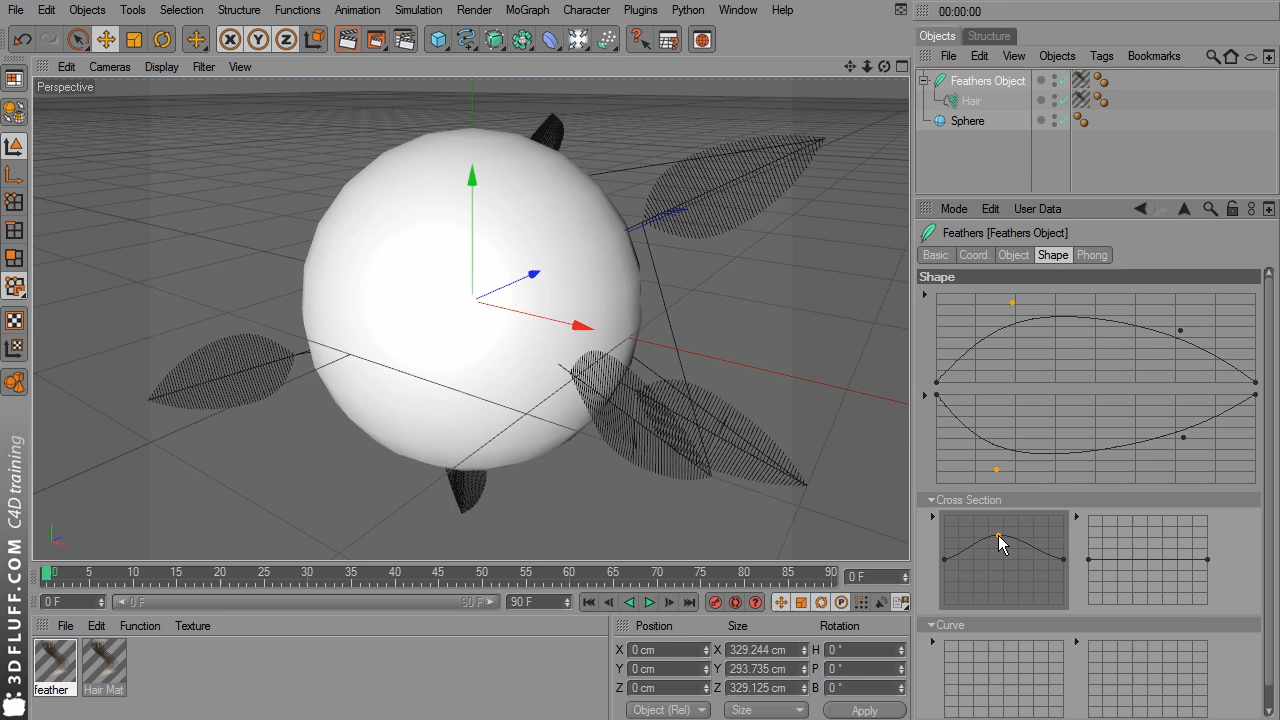 File Edit Objects Tools Selection Structure Functions Animation Simulation Render MoGraph Character Plugins Python Window Help
00:00:00
Objects Structure
File Edit View Objects Tags Bookmarks
Feathers Object
Hair
Sphere
Edit Cameras Display Filter View
Perspective
Mode Edit User Data
Feathers [Feathers Object]
Basic Coord. Object Shape Phong
Shape
Cross Section
Curve
0 5 10 15 20 25 30 35 40 45 50 55 60 65 70 75 80 85 90
0 F
0 F 0 F 90 F 90 F
File Edit Function Texture
feather Hair Mat
Position Size Rotation
X 0 cm X 329.244 cm H 0 °
Y 0 cm Y 293.735 cm P 0 °
Z 0 cm Z 329.125 cm B 0 °
Object (Rel) Size Apply
3DFLUFF.COM C4D training